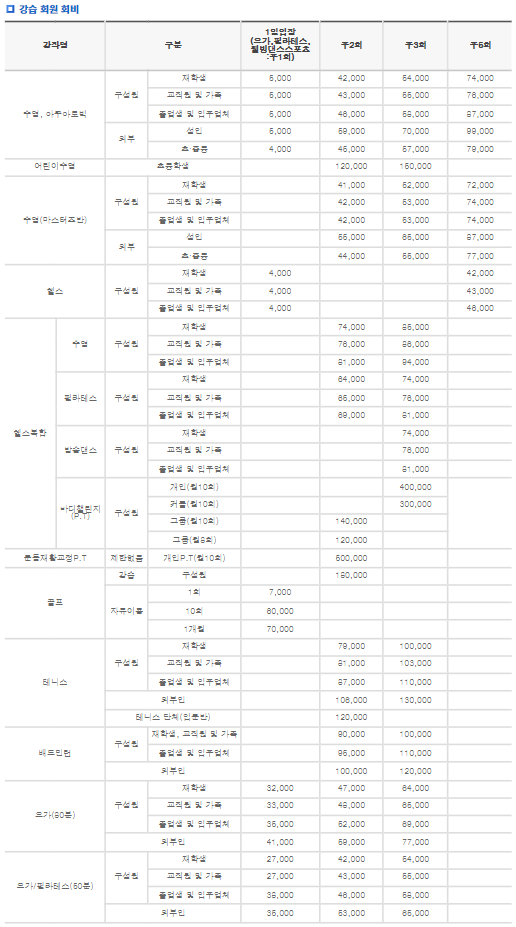 강습 회원 회비
강좌명 구분 1일입장 (요가,필라테스, 웰빙댄스스포츠 :주1회) 주2회 주3회 주5회
수영, 아쿠아로빅 구성원 재학생 5,000 42,000 54,000 74,000
교직원 및 가족 5,000 43,000 55,000 76,000
졸업생 및 입주업체 5,000 46,000 59,000 97,000
외부 성인 5,000 59,000 70,000 99,000
초·중등 4,000 45,000 57,000 79,000
어린이수영 초등학생 120,000 150,000
수영(마스터즈반) 구성원 재학생 41,000 52,000 72,000
교직원 및 가족 42,000 53,000 74,000
졸업생 및 입주업체 42,000 53,000 74,000
외부 성인 55,000 65,000 97,000
초·중등 44,000 55,000 77,000
헬스 구성원 재학생 4,000 42,000
교직원 및 가족 4,000 43,000
졸업생 및 입주업체 4,000 46,000
헬스복합 수영 구성원 재학생 74,000 95,000
교직원 및 가족 76,000 96,000
졸업생 및 입주업체 81,000 94,000
필라테스 구성원 재학생 64,000 74,000
교직원 및 가족 65,000 76,000
졸업생 및 입주업체 69,000 81,000
방송댄스 구성원 재학생 74,000
교직원 및 가족 76,000
졸업생 및 입주업체 81,000
바디챌린지 (P.T) 구성원 개인(월10회) 400,000
커플(월10회) 300,000
그룹(월10회) 140,000
그룹(월8회) 120,000
운동재활교정P.T 제한없음 개인P.T(월10회) 500,000
골프 강습 구성원 190,000
자유이용 1회 7,000
10회 60,000
1개월 70,000
테니스 구성원 재학생 79,000 100,000
교직원 및 가족 81,000 103,000
졸업생 및 입주업체 87,000 110,000
외부인 106,000 130,000
테니스 단체(입문반) 120,000
배드민턴 구성원 재학생, 교직원 및 가족 90,000 100,000
졸업생 및 입주업체 95,000 110,000
외부인 100,000 120,000
요가(90분) 구성원 재학생 32,000 47,000 64,000
교직원 및 가족 33,000 49,000 65,000
졸업생 및 입주업체 35,000 52,000 69,000
외부인 41,000 59,000 77,000
요가/필라테스(50분) 구성원 재학생 27,000 42,000 54,000
교직원 및 가족 27,000 43,000 55,000
졸업생 및 입주업체 39,000 46,000 59,000
외부인 35,000 53,000 65,000